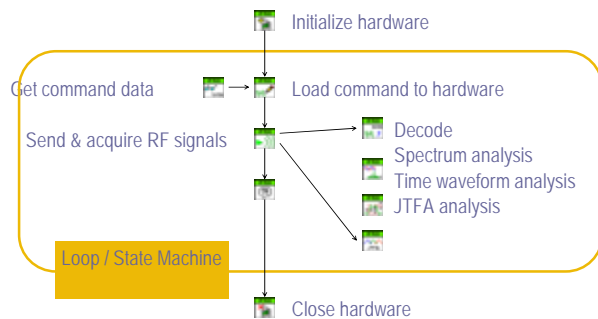 Initialize hardware
Get command data
Load command to hardware
Send & acquire RF signals
Decode
Spectrum analysis
Time waveform analysis
JTFA analysis
Loop / State Machine
Close hardware